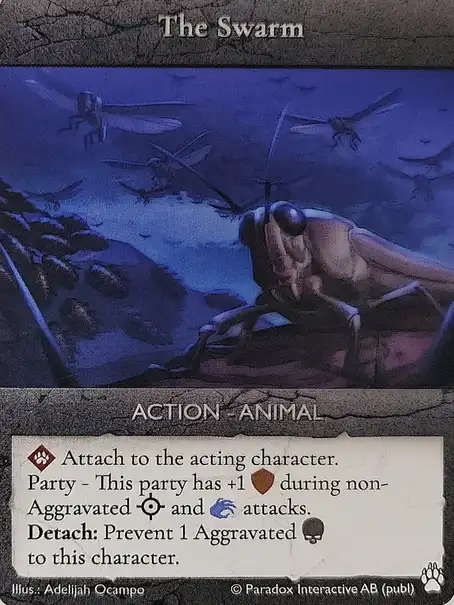 The Swarm
ACTION - ANIMAL
Attach to the acting character.
Party - This party has +1 during non-
Aggravated and attacks.
Detach: Prevent 1 Aggravated
to this character.
Illus.: Adelijah Ocampo © Paradox Interactive AB (publ)